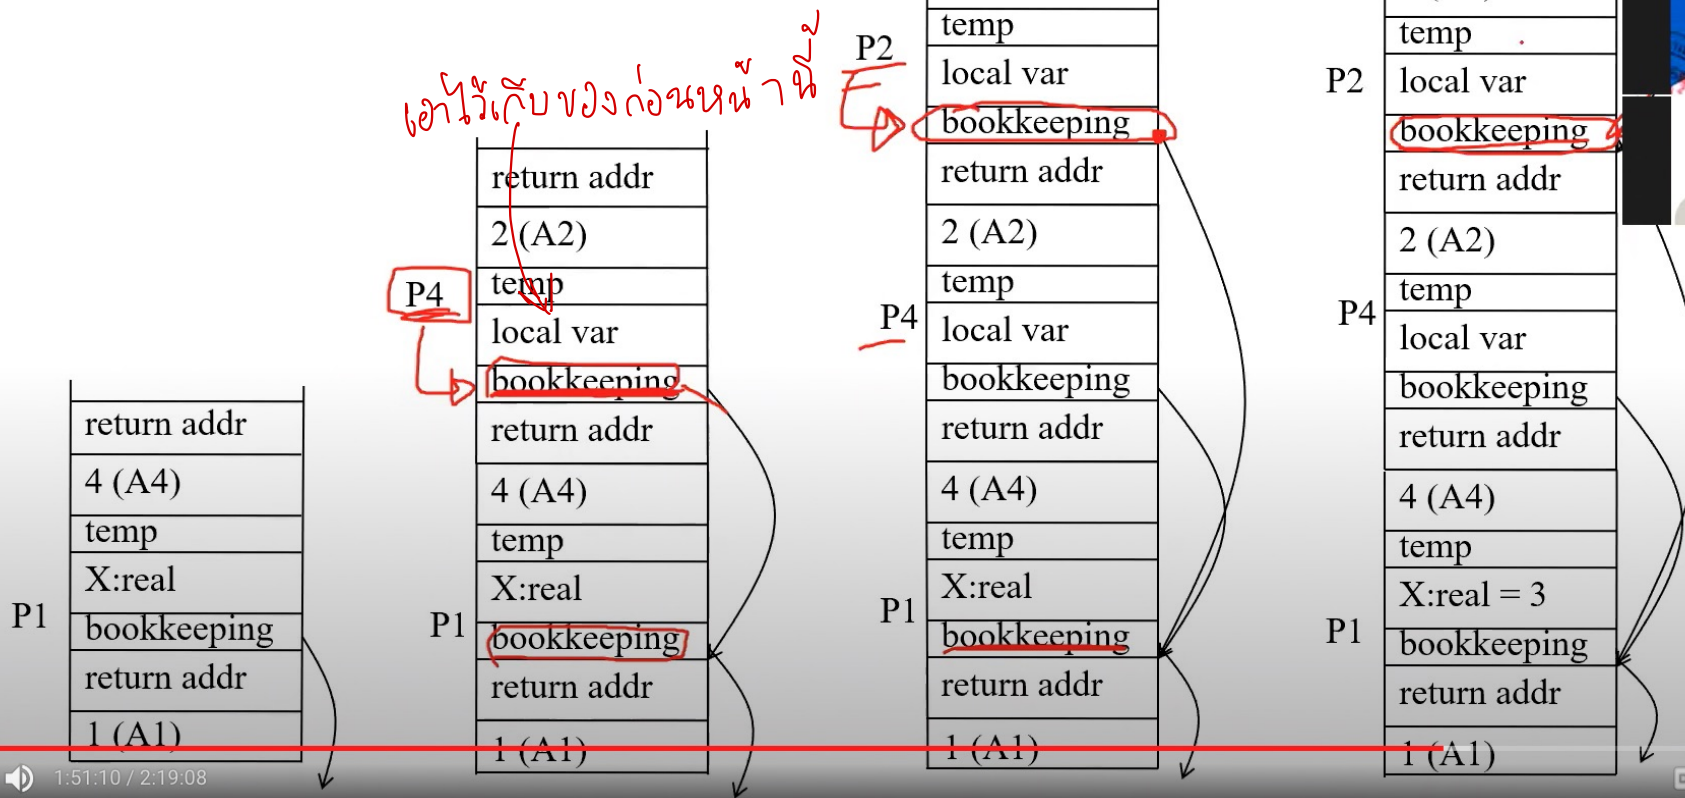 เอาไว้เก็บของก่อนหน้านี้
return addr
4 (A4)
temp
X:real
P1
bookkeeping
return addr
1 (A1)
return addr
2 (A2)
temp
P4
local var
bookkeeping
return addr
4 (A4)
temp
X:real
P1
bookkeeping
return addr
1 (A1)
temp
P2
local var
bookkeeping
return addr
2 (A2)
temp
P4
local var
bookkeeping
return addr
4 (A4)
temp
X:real
P1
bookkeeping
return addr
1 (A1)
temp
P2
local var
bookkeeping
return addr
2 (A2)
temp
P4
local var
bookkeeping
return addr
4 (A4)
temp
X:real = 3
P1
bookkeeping
return addr
1 (A1)
1:51:10 / 2:19:08